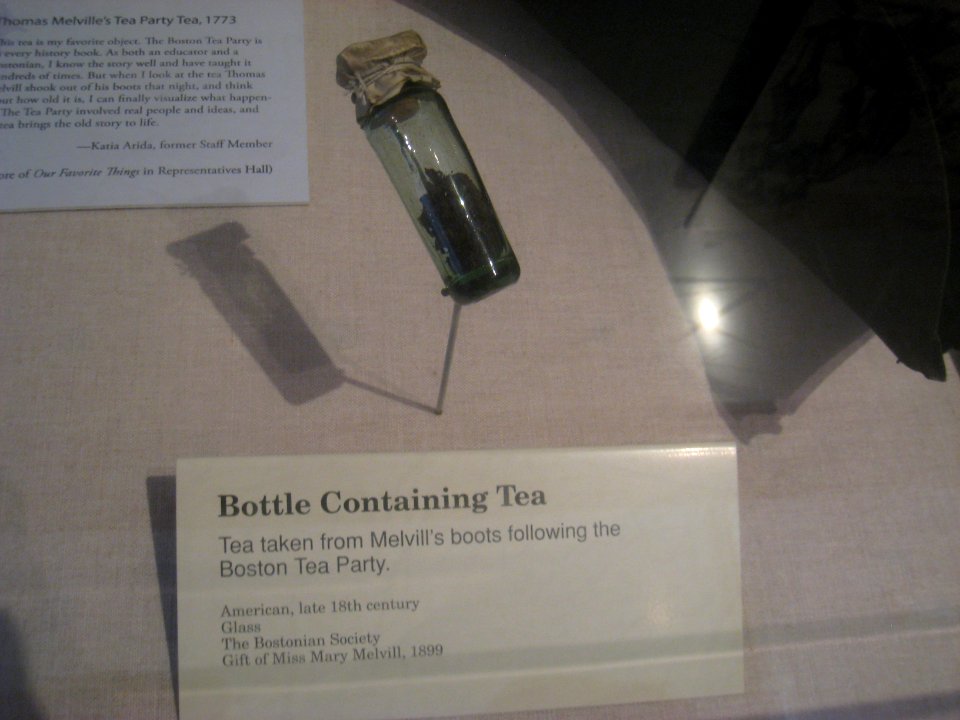 Thomas Melville's Tea Party Tea, 1773
his tea is my favorite object. The Boston Tea Party is
every history book. As both an educator and a
stonian, I know the story well and have taught it
ndreds of times. But when I look at the tea Thomas
elvill shook out of his boots that night, and think
out how old it is, I can finally visualize what happen-
The Tea Party involved real people and ideas, and
tea brings the old story to life.
—Katia Arida, former Staff Member
ore of Our Favorite Things in Representatives Hall)
Bottle Containing Tea
Tea taken from Melvill's boots following the
Boston Tea Party.
American, late 18th century
Glass
The Bostonian Society
Gift of Miss Mary Melvill, 1899